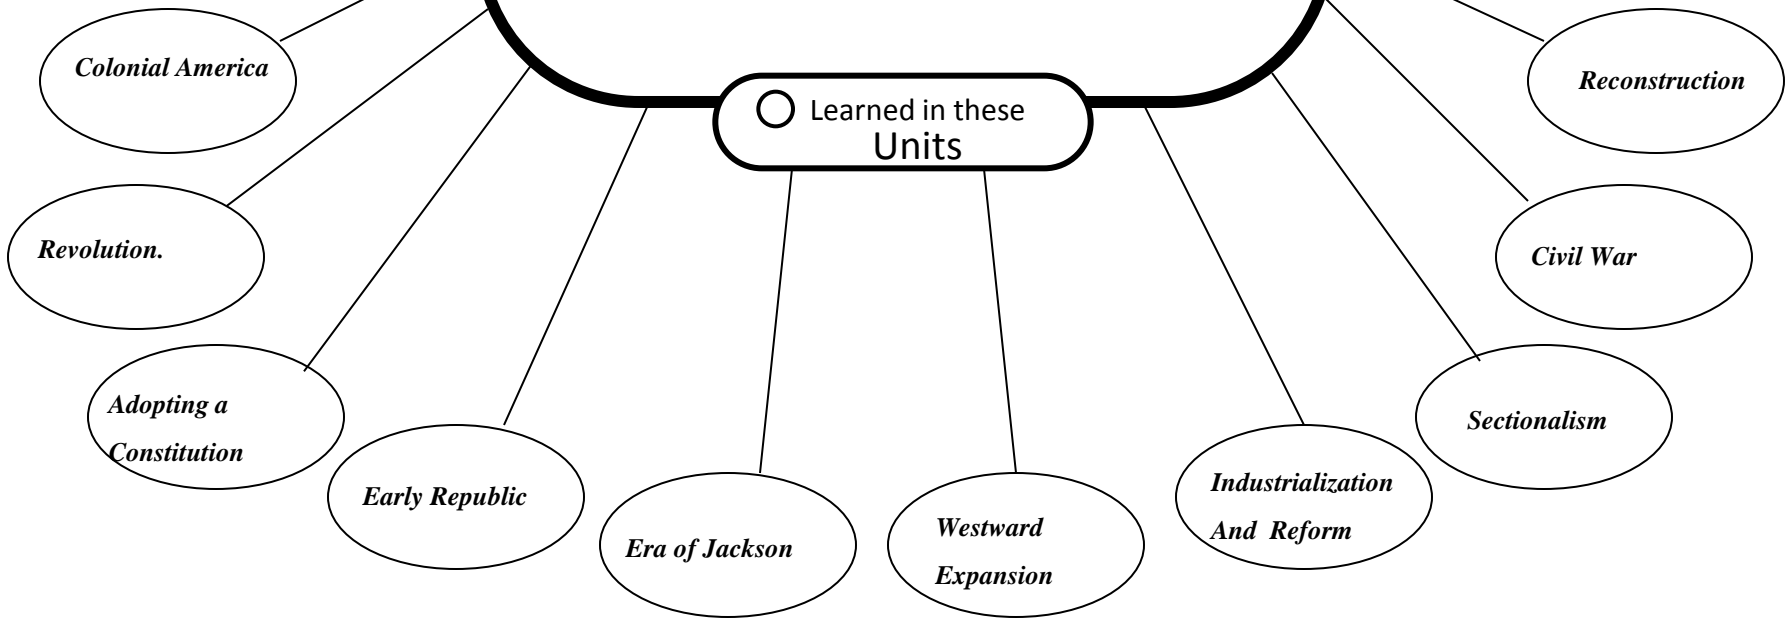 Colonial America
Learned in these
Units
Reconstruction
Revolution.
Civil War
Adopting a
Constitution
Early Republic
Era of Jackson
Westward
Expansion
Industrialization
And  Reform
Sectionalism